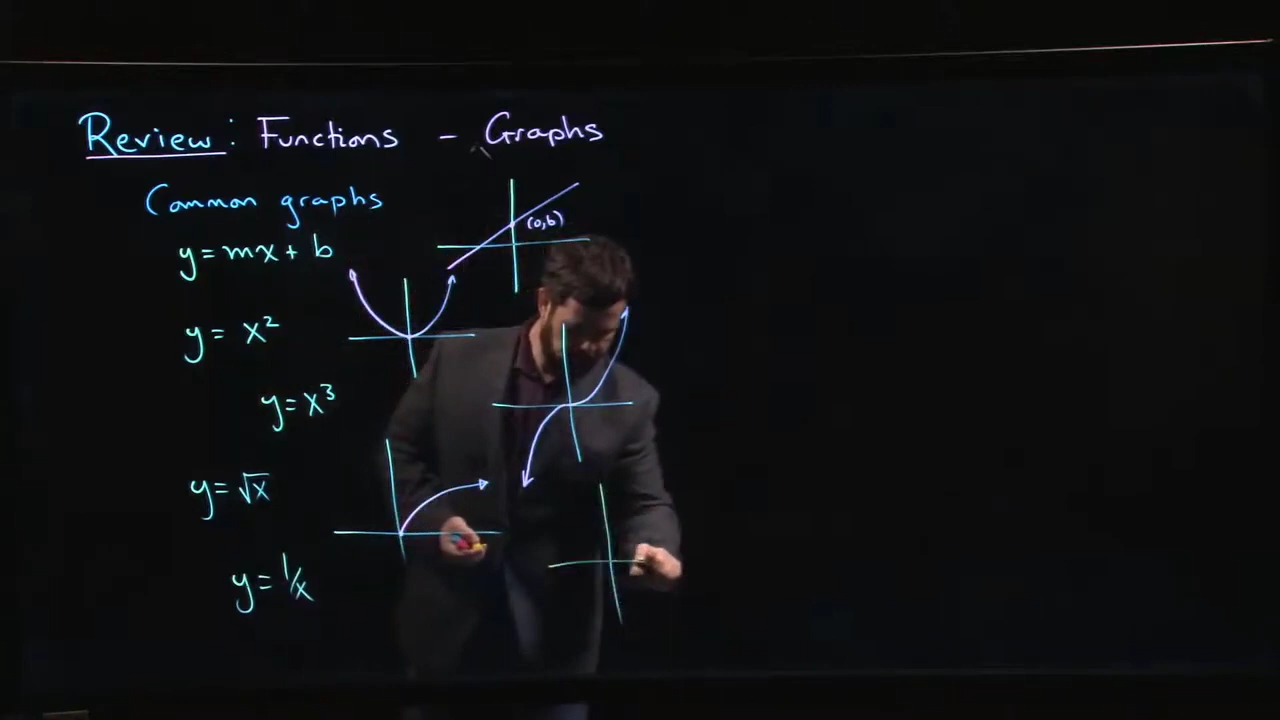 Review: Functions - Graphs
Common graphs
(0,b)
y = mx + b
y = x²
y = x³
y = √x
y = 1/x